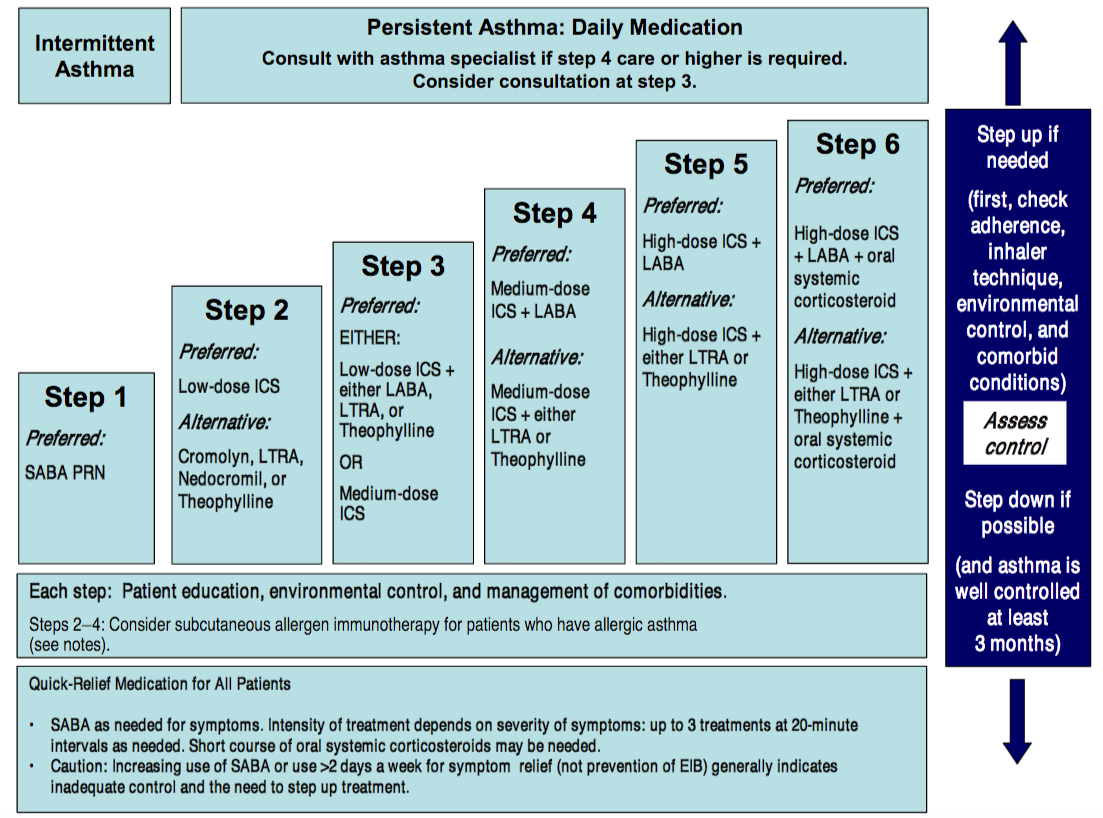 Intermittent
Asthma
Persistent Asthma: Daily Medication
Consult with asthma specialist if step 4 care or higher is required.
Consider consultation at step 3.
Step 1
Preferred:
SABA PRN
Step 2
Preferred:
Low-dose ICS
Alternative:
Cromolyn, LTRA,
Nedocromil, or
Theophylline
Step 3
Preferred:
EITHER:
Low-dose ICS +
either LABA,
LTRA, or
Theophylline
OR
Medium-dose
ICS
Step 4
Preferred:
Medium-dose
ICS + LABA
Alternative:
Medium-dose
ICS + either
LTRA or
Theophylline
Step 5
Preferred:
High-dose ICS +
LABA
Alternative:
High-dose ICS +
either LTRA or
Theophylline
Step 6
Preferred:
High-dose ICS
+ LABA + oral
systemic
corticosteroid
Alternative:
High-dose ICS +
either LTRA or
Theophylline +
oral systemic
corticosteroid
Step up if
needed
(first, check
adherence,
inhaler
technique,
environmental
control, and
comorbid
conditions)
Assess
control
Step down if
possible
(and asthma is
well controlled
at least
3 months)
Each step: Patient education, environmental control, and management of comorbidities.
Steps 2–4: Consider subcutaneous allergen immunotherapy for patients who have allergic asthma
(see notes).
Quick-Relief Medication for All Patients
• SABA as needed for symptoms. Intensity of treatment depends on severity of symptoms: up to 3 treatments at 20-minute
intervals as needed. Short course of oral systemic corticosteroids may be needed.
• Caution: Increasing use of SABA or use >2 days a week for symptom relief (not prevention of EIB) generally indicates
inadequate control and the need to step up treatment.